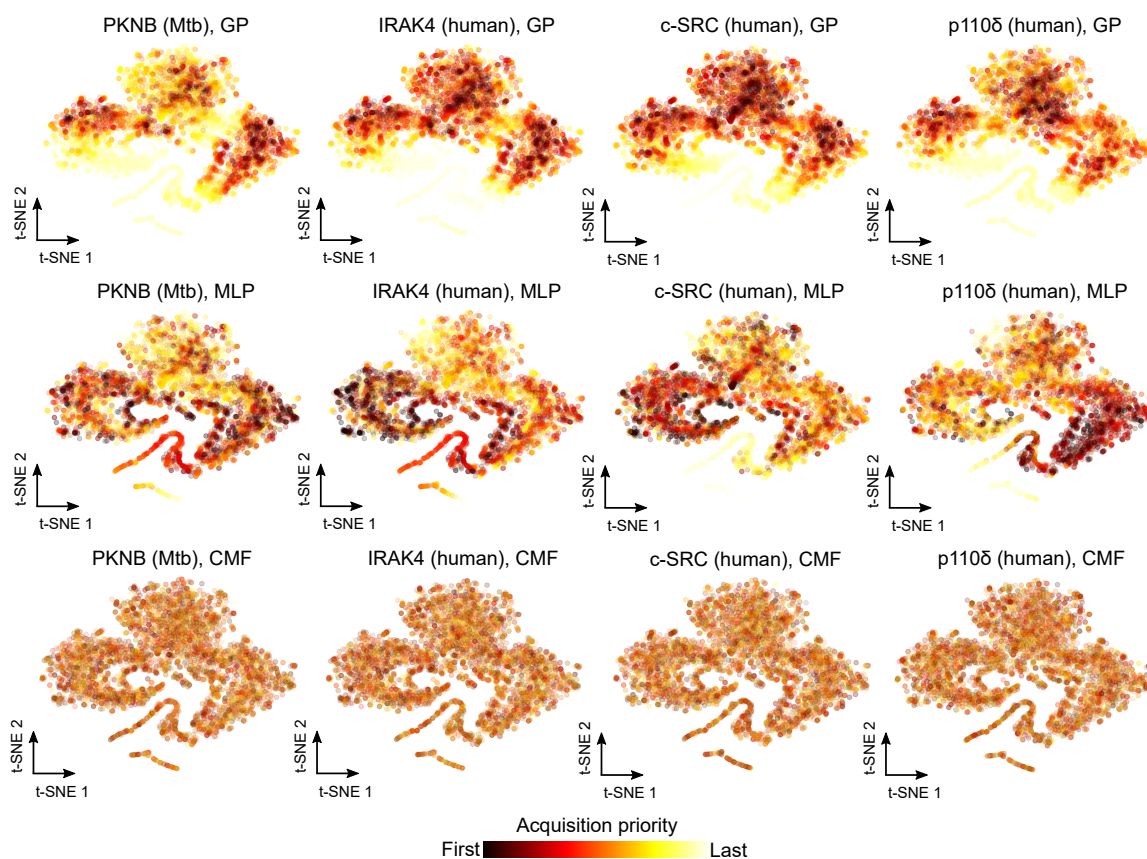 PKNB (Mtb), GP
IRAK4 (human), GP
c-SRC (human), GP
p110δ (human), GP
t-SNE 2
t-SNE 1
t-SNE 2
t-SNE 1
t-SNE 2
t-SNE 1
t-SNE 2
t-SNE 1
PKNB (Mtb), MLP
IRAK4 (human), MLP
c-SRC (human), MLP
p110δ (human), MLP
t-SNE 2
t-SNE 1
t-SNE 2
t-SNE 1
t-SNE 2
t-SNE 1
t-SNE 2
t-SNE 1
PKNB (Mtb), CMF
IRAK4 (human), CMF
c-SRC (human), CMF
p110δ (human), CMF
t-SNE 2
t-SNE 1
t-SNE 2
t-SNE 1
t-SNE 2
t-SNE 1
t-SNE 2
t-SNE 1
Acquisition priority
First Last